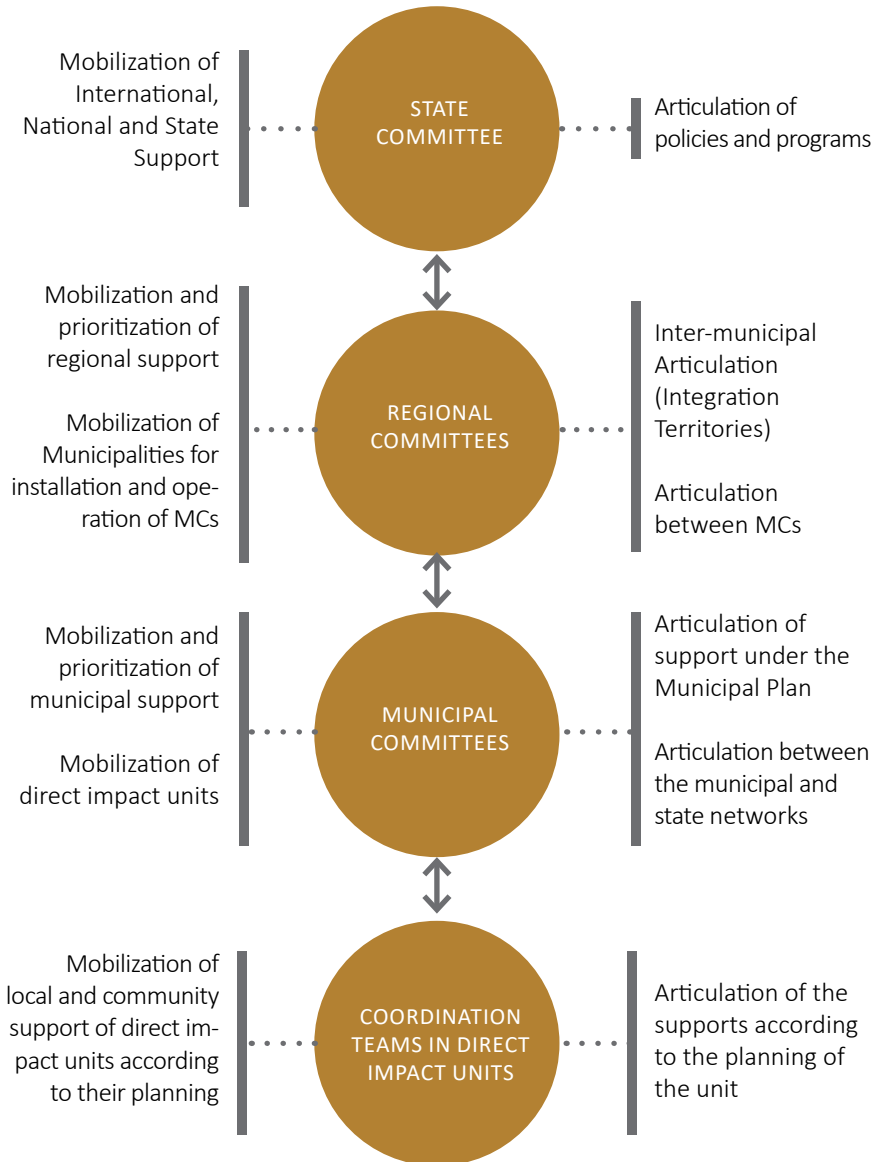 Mobilization of
International,
National and State
Support
STATE
COMMITTEE
Articulation of
policies and programs
Mobilization and
prioritization of
regional support
Mobilization of
Municipalities for
installation and ope-
ration of MCs
REGIONAL
COMMITTEES
Inter-municipal
Articulation
(Integration
Territories)
Articulation
between MCs
Mobilization and
prioritization of
municipal support
Mobilization of
direct impact units
MUNICIPAL
COMMITTEES
Articulation of
support under the
Municipal Plan
Articulation between
the municipal and
state networks
Mobilization of
local and community
support of direct im-
pact units according
to their planning
COORDINATION
TEAMS IN DIRECT
IMPACT UNITS
Articulation of the
supports according
to the planning of
the unit